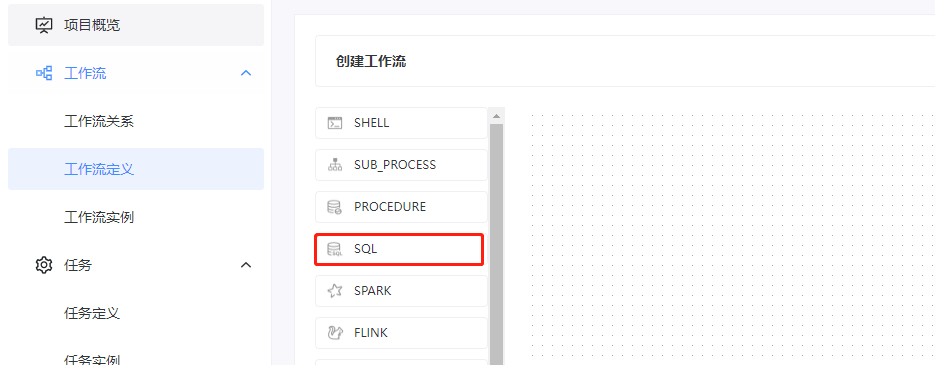 项目概览
工作流
工作流关系
工作流定义
工作流实例
任务
任务定义
任务实例
创建工作流
SHELL
SUB_PROCESS
PROCEDURE
SQL
SPARK
FLINK